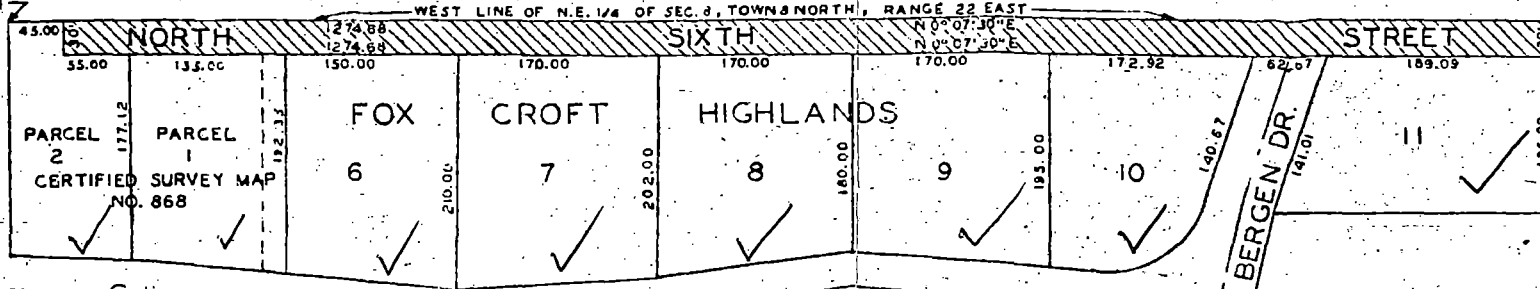 WEST LINE OF N.E. 1/4 OF SEC. 8, TOWN 8 NORTH, RANGE 22 EAST
45.00 30' NORTH 1274.68 SIXTH N 0° 07' 30" E STREET
1274.68 N 0° 07' 30" E
55.00 135.00 150.00 170.00 170.00 170.00 172.92 62.67 189.09
FOX CROFT HIGHLANDS
177.12 192.35 210.00 202.00 180.00 195.00 140.67 141.01
PARCEL
2
PARCEL
1
CERTIFIED SURVEY MAP
NO. 868
6 7 8 9 10 11
BERGEN DR.